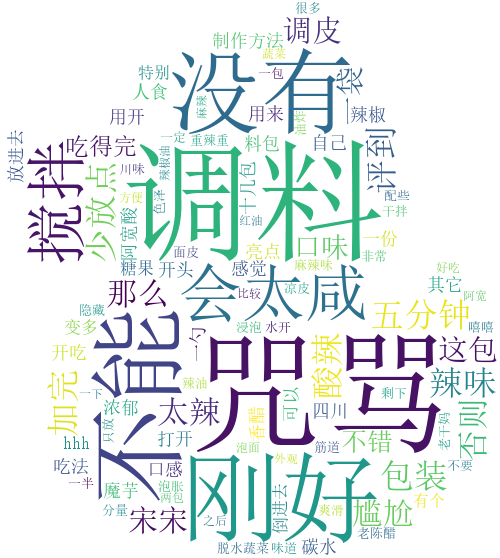 很多
调皮
制作方法
没有
蔬菜
袋
特别
一包
人食
一
辣椒
麻辣
油炸
用开
用来
评到
放进去
搅拌
吃得完
一定
重辣重
料包
自己
调料
川味
辣椒油
十几包
配些
少放点
方便
色泽
干拌
阿宽酸
红油
亮点
口味
一份
面皮
麻辣味
非常
糖果
开头
感觉
其它
好吃
那么
会太咸
比较
凉皮
阿宽
隐藏
不能
一勺
浸泡
水开
五分钟
嘻嘻
变多
咒骂
酸辣
这包
开吃
加完
一下
辣油
可以
剩下
辣味
浓郁
太辣
香醋
四川
老干妈
否则
hhh
只放
打开
刚好
泡面
筋道
不错
吃法
口感
外观
不要
包装
一半
魔芋
泡胀
两包
倒进去
爽滑
有个
分量
宋宋
之后
老陈醋
尴尬
脱水蔬菜
味道
碳水